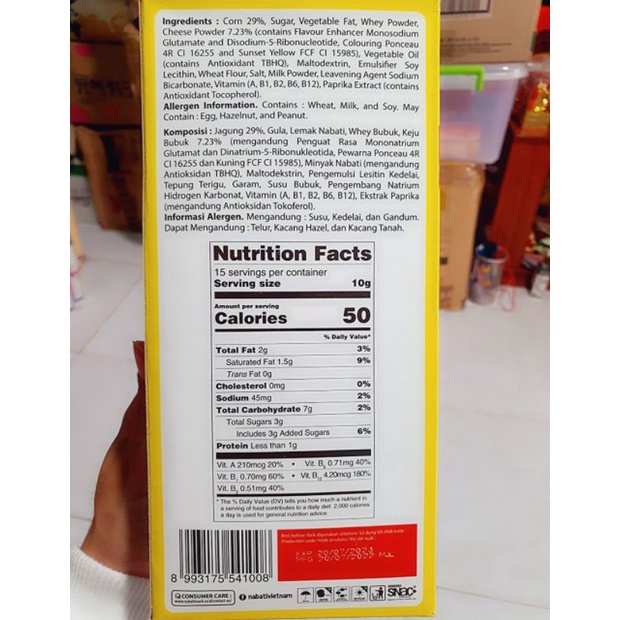 Ingredients : Corn 29%, Sugar, Vegetable Fat, Whey Powder,
Cheese Powder 7.23% (contains Flavour Enhancer Monosodium
Glutamate and Disodium-5-Ribonucleotide, Colouring Ponceau
4R CI 16255 and Sunset Yellow FCF CI 15985), Vegetable Oil
(contains Antioxidant TBHQ), Maltodextrin, Emulsifier Soy
Lecithin, Wheat Flour, Salt, Milk Powder, Leavening Agent Sodium
Bicarbonate, Vitamin (A, B1, B2, B6, B12), Paprika Extract (contains
Antioxidant Tocopherol).
Allergen Information. Contains : Wheat, Milk, and Soy. May
Contain : Egg, Hazelnut, and Peanut.
Komposisi : Jagung 29%, Gula, Lemak Nabati, Whey Bubuk, Keju
Bubuk 7.23% (mengandung Penguat Rasa Mononatrium
Glutamat dan Dinatrium-5-Ribonukleotida, Pewarna Ponceau 4R
CI 16255 dan Kuning FCF CI 15985), Minyak Nabati (mengandung
Antioksidan TBHQ), Maltodekstrin, Pengemulsi Lesitin Kedelai,
Tepung Terigu, Garam, Susu Bubuk, Pengembang Natrium
Hidrogen Karbonat, Vitamin (A, B1, B2, B6, B12), Ekstrak Paprika
(mengandung Antioksidan Tokoferol).
Informasi Alergen. Mengandung : Susu, Kedelai, dan Gandum.
Dapat Mengandung : Telur, Kacang Hazel, dan Kacang Tanah.
Nutrition Facts
15 servings per container
Serving size 10g
Amount per serving
Calories 50
% Daily Value*
Total Fat 2g 3%
Saturated Fat 1.5g 9%
Trans Fat 0g
Cholesterol 0mg 0%
Sodium 45mg 2%
Total Carbohydrate 7g 2%
Total Sugars 3g
Includes 3g Added Sugars 6%
Protein Less than 1g
Vit. A 210mcg 20% • Vit. B6 0.71mg 40%
Vit. B1 0.70mg 60% • Vit. B12 4.20mcg 180%
Vit. B2 0.51mg 40%
* The % Daily Value (DV) tells you how much a nutrient in
a serving of food contributes to a daily diet. 2,000 calories
a day is used for general nutrition advice.
EXP 20/07/2023
MFG 20/07/2022
8 993175 541008
CONSUMER CARE :
nabativietnam
SNac